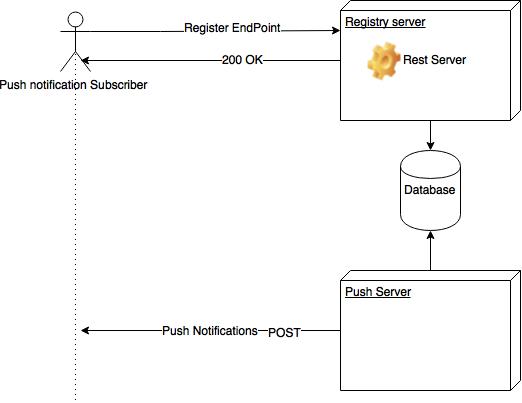 Registry server
Register EndPoint
200 OK
Rest Server
Push notification Subscriber
Database
Push Server
Push Notifications
POST